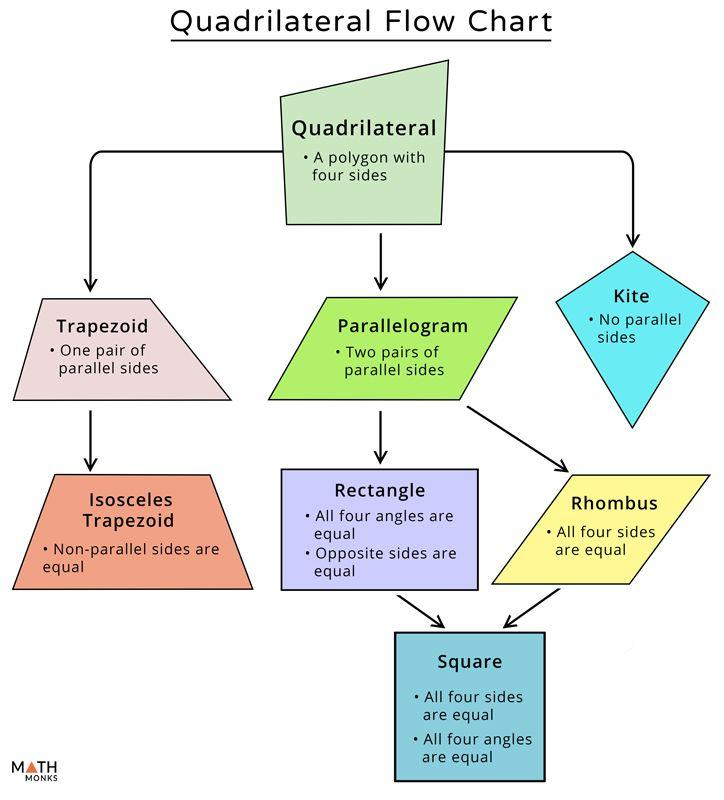 Quadrilateral Flow Chart
Quadrilateral
• A polygon with
four sides
Trapezoid
• One pair of
parallel sides
Parallelogram
• Two pairs of
parallel sides
Kite
• No parallel
sides
Isosceles
Trapezoid
• Non-parallel sides are
equal
Rectangle
• All four angles are
equal
• Opposite sides are
equal
Rhombus
• All four sides
are equal
Square
• All four sides
are equal
• All four angles
are equal
MATH
MONKS